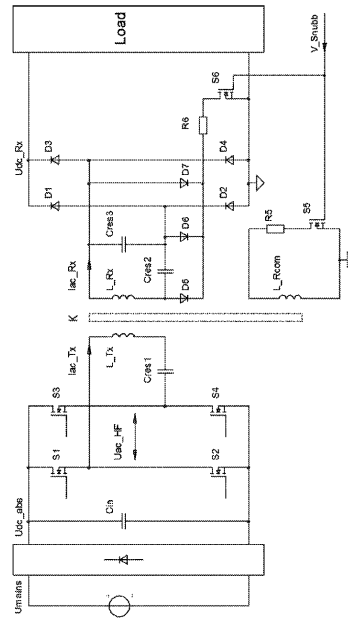 Load
V_Snubb
Udc_Rx
S6
D3
D4
R6
D1
D7
D2
Cres3
D6
R5
S5
Iac_Rx
L_Rx
Cres2
D5
L_Rcom
K
Iac_Tx
L_Tx
Cres1
S3
S4
Uac_HF
S1
S2
Udc_abs
Cin
Umains